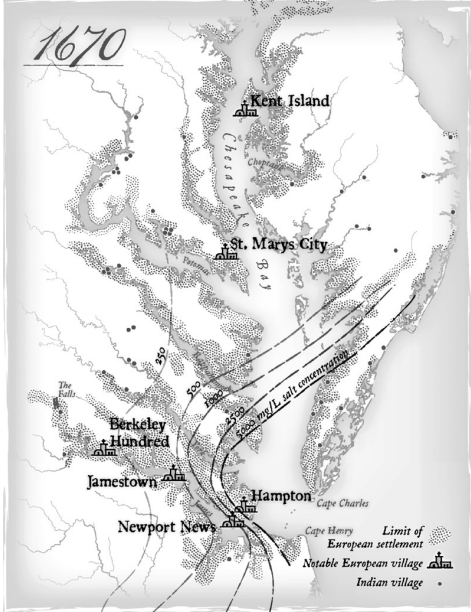 1670
Kent Island
Chesapeake
Bay
St. Marys City
250
500
1000
2500
5000 mg/L salt concentration
The
Falls
Berkeley
Hundred
Jamestown
Hampton
Newport News
Cape Charles
Cape Henry
Limit of
European settlement
Notable European village
Indian village